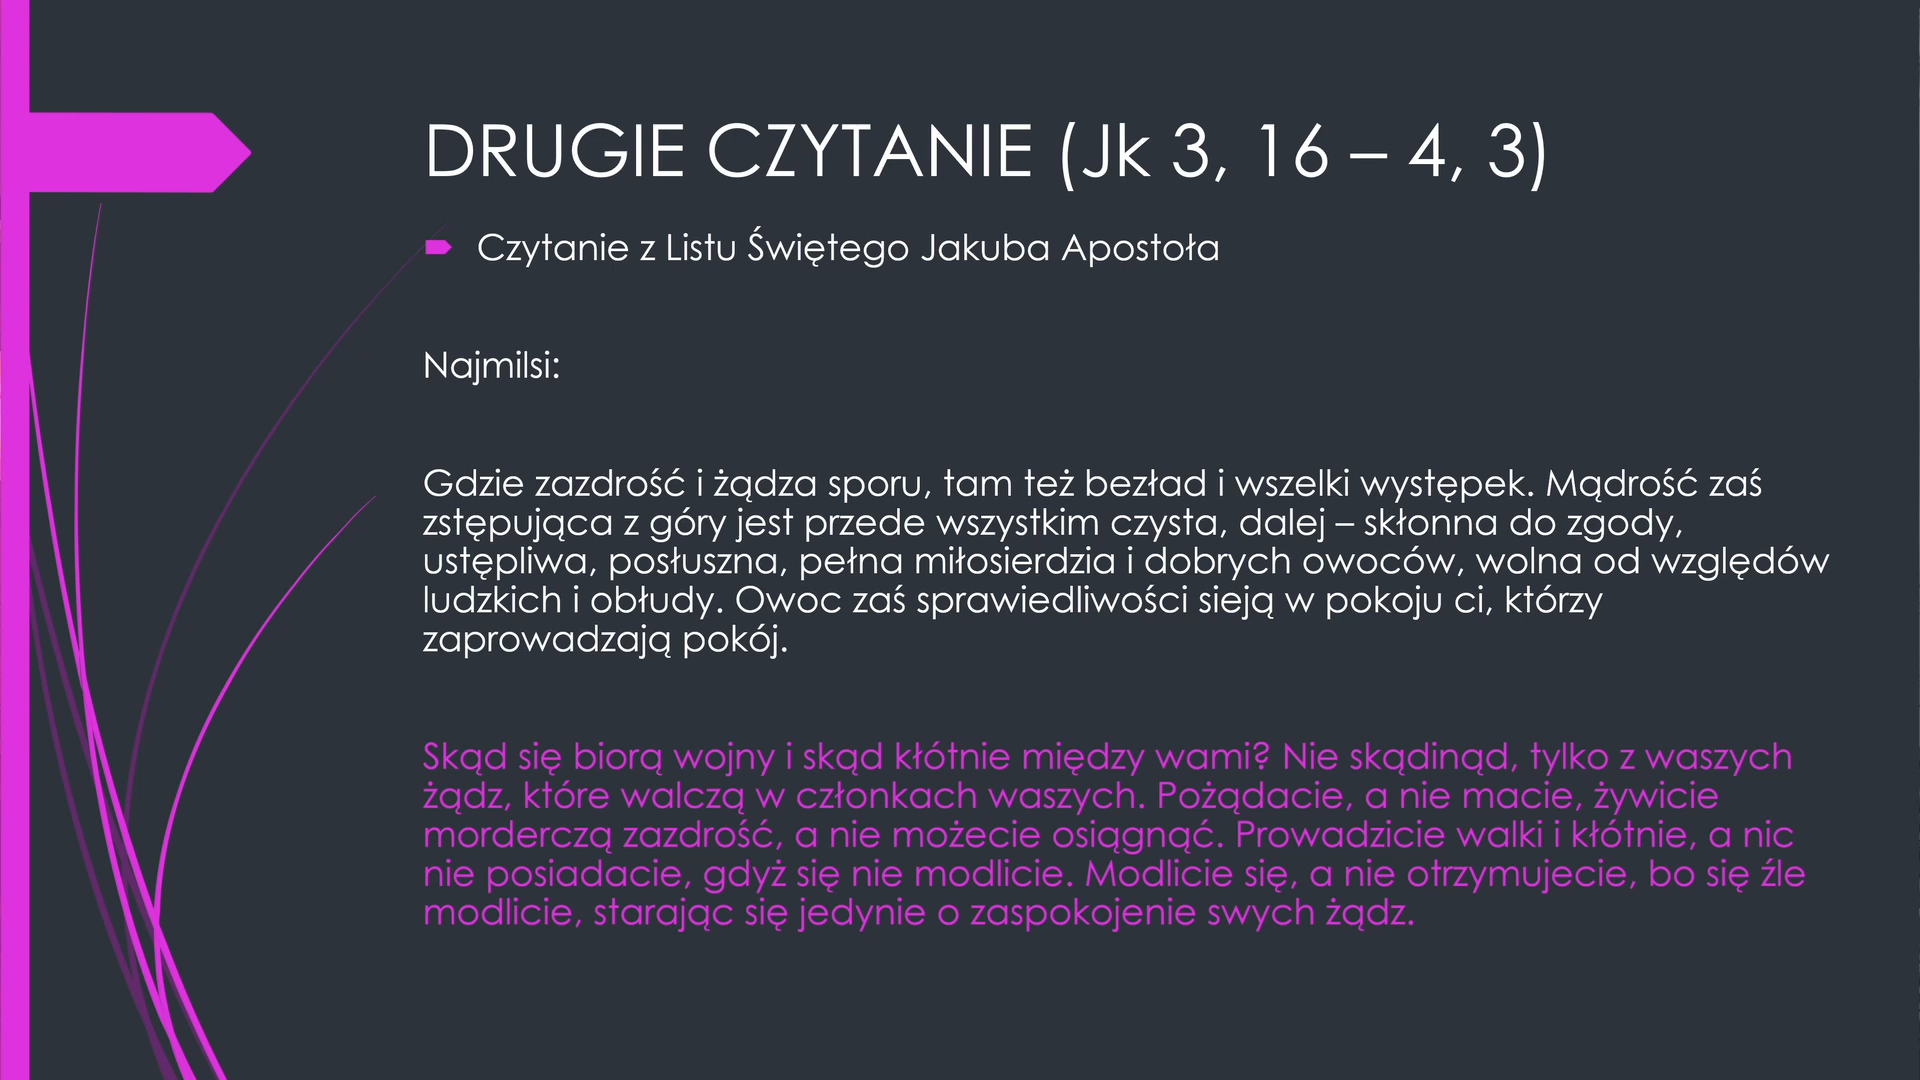 DRUGIE CZYTANIE (Jk 3, 16 – 4, 3)
Czytanie z Listu Świętego Jakuba Apostoła
Najmilsi:
Gdzie zazdrość i żądza sporu, tam też bezład i wszelki występek. Mądrość zaś
zstępująca z góry jest przede wszystkim czysta, dalej – skłonna do zgody,
ustępliwa, posłuszna, pełna miłosierdzia i dobrych owoców, wolna od względów
ludzkich i obłudy. Owoc zaś sprawiedliwości sieją w pokoju ci, którzy
zaprowadzają pokój.
Skąd się biorą wojny i skąd kłótnie między wami? Nie skądinąd, tylko z waszych
żądz, które walczą w członkach waszych. Pożądacie, a nie macie, żywicie
morderczą zazdrość, a nie możecie osiągnąć. Prowadzicie walki i kłótnie, a nic
nie posiadacie, gdyż się nie modlicie. Modlicie się, a nie otrzymujecie, bo się źle
modlicie, starając się jedynie o zaspokojenie swych żądz.